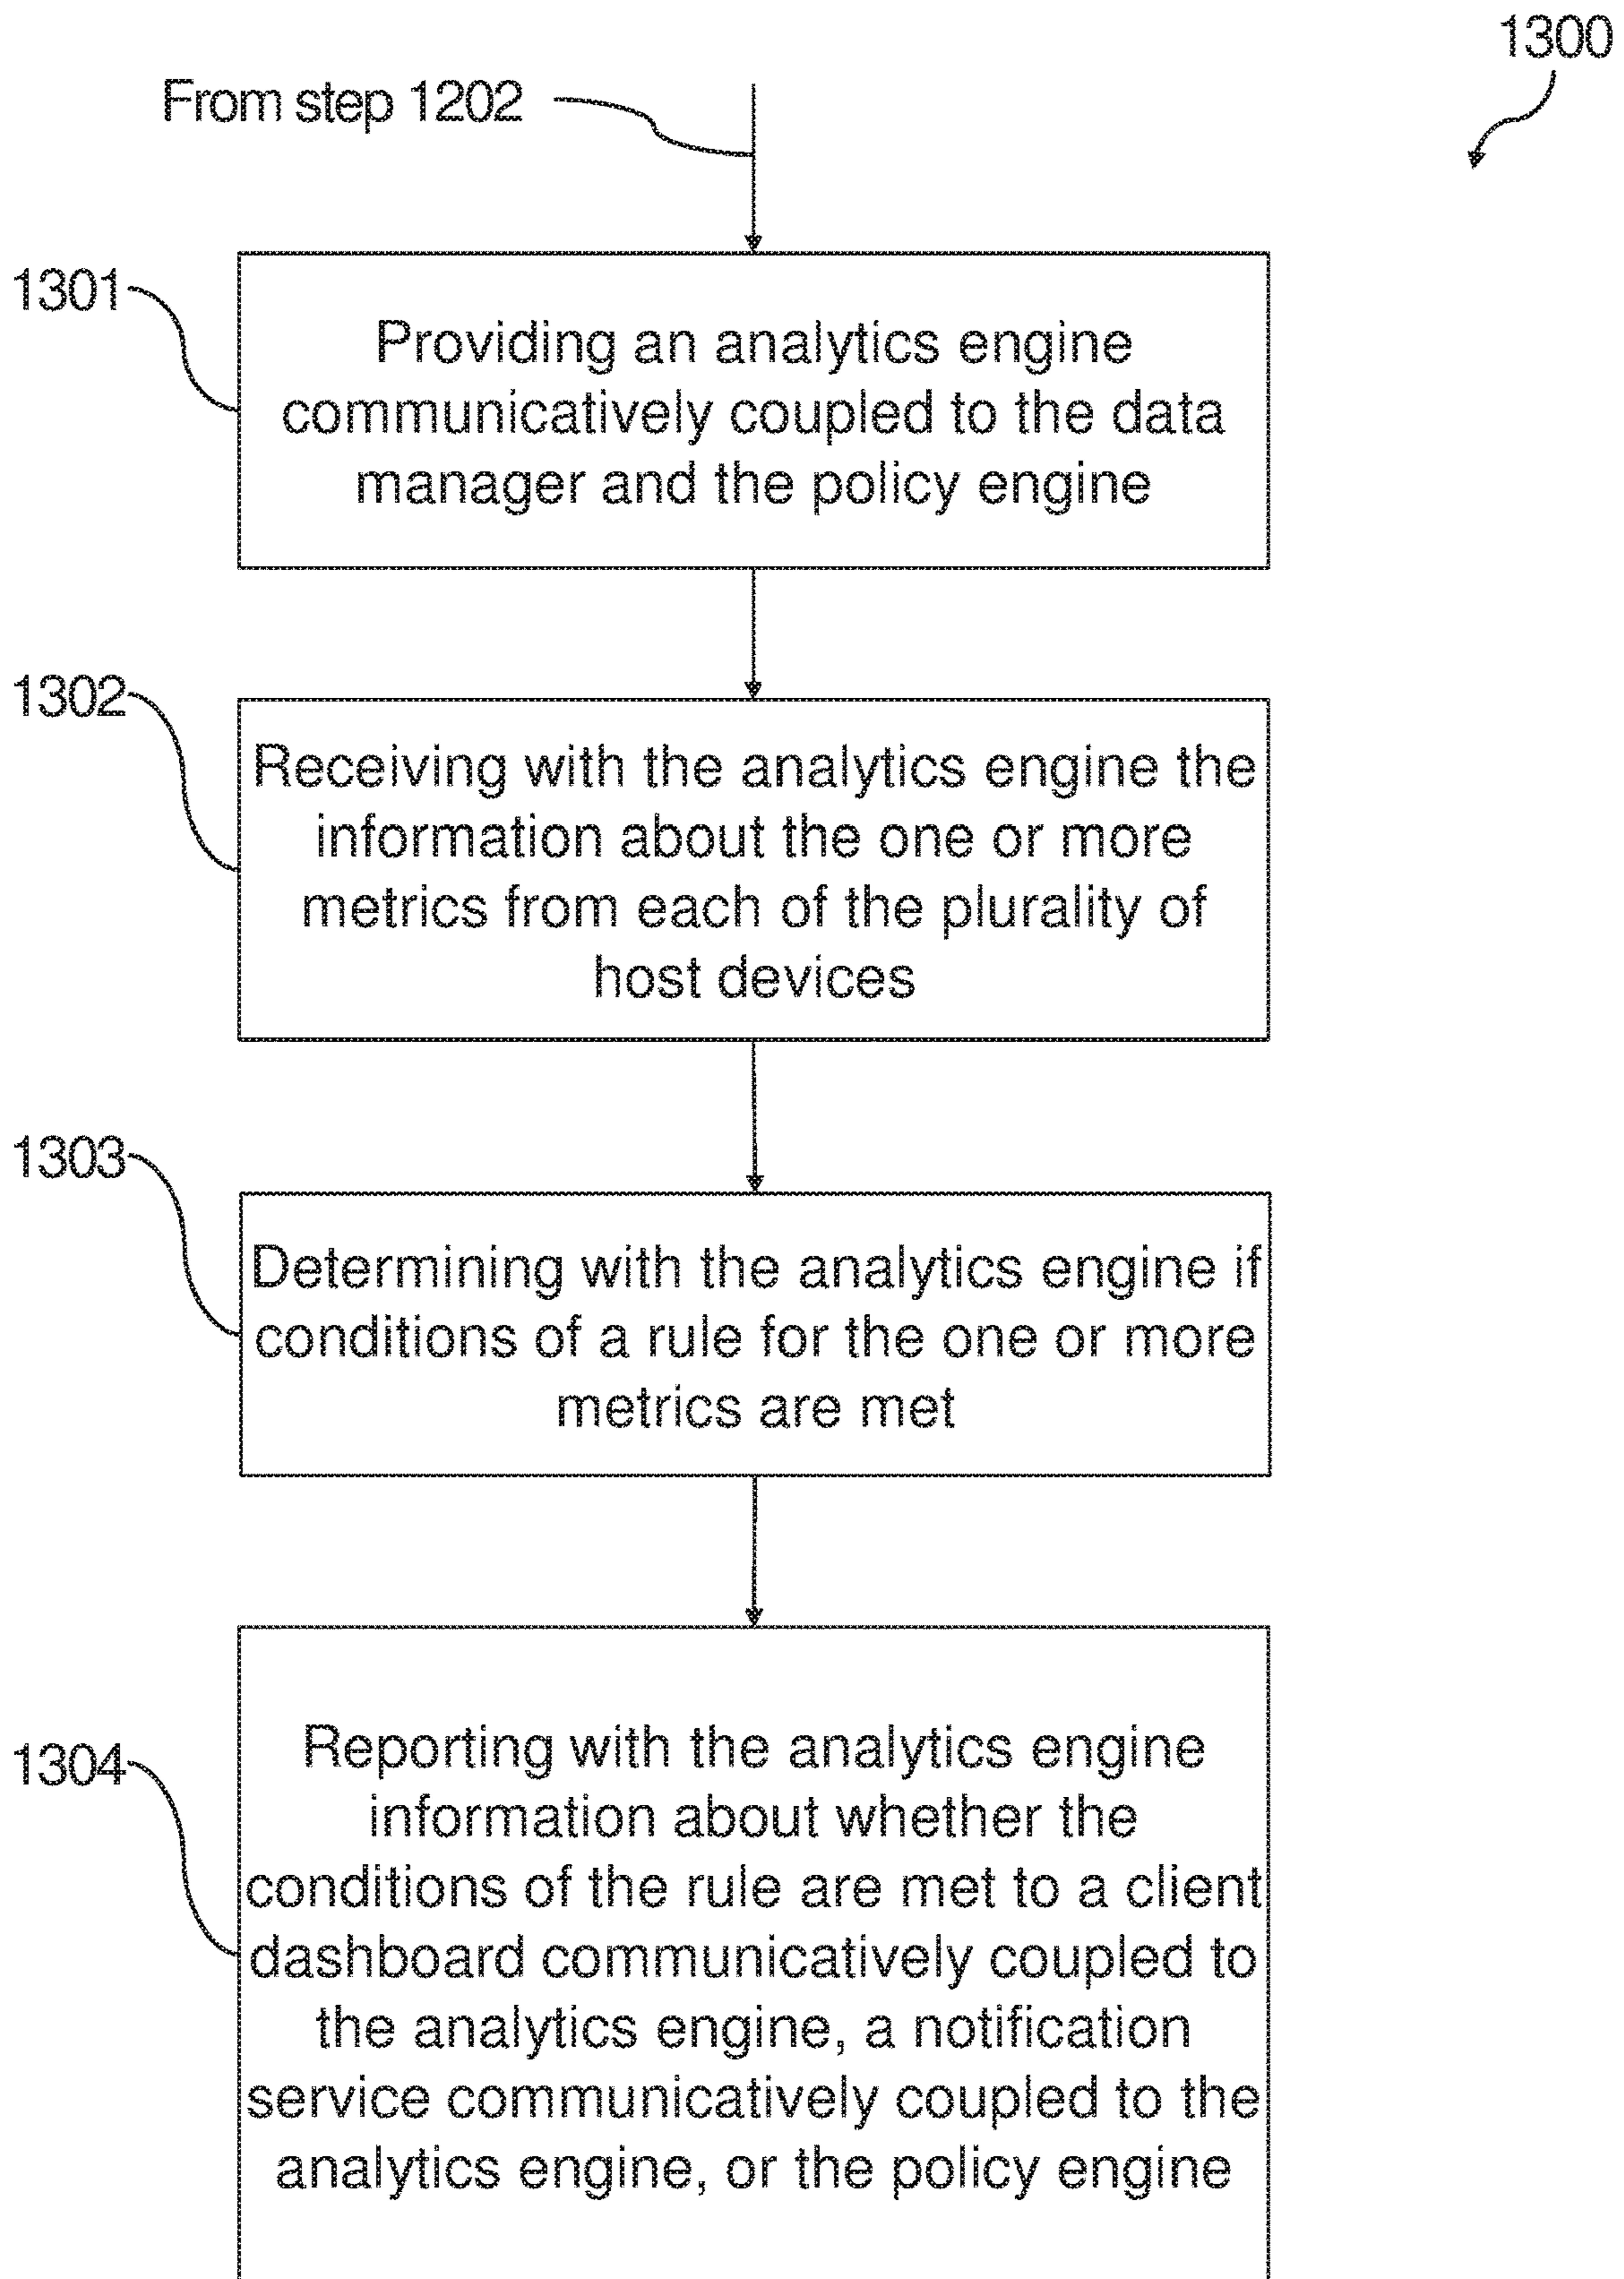 1300
From step 1202
1301
Providing an analytics engine
communicatively coupled to the data
manager and the policy engine
1302
Receiving with the analytics engine the
information about the one or more
metrics from each of the plurality of
host devices
1303
Determining with the analytics engine if
conditions of a rule for the one or more
metrics are met
1304
Reporting with the analytics engine
information about whether the
conditions of the rule are met to a client
dashboard communicatively coupled to
the analytics engine, a notification
service communicatively coupled to the
analytics engine, or the policy engine